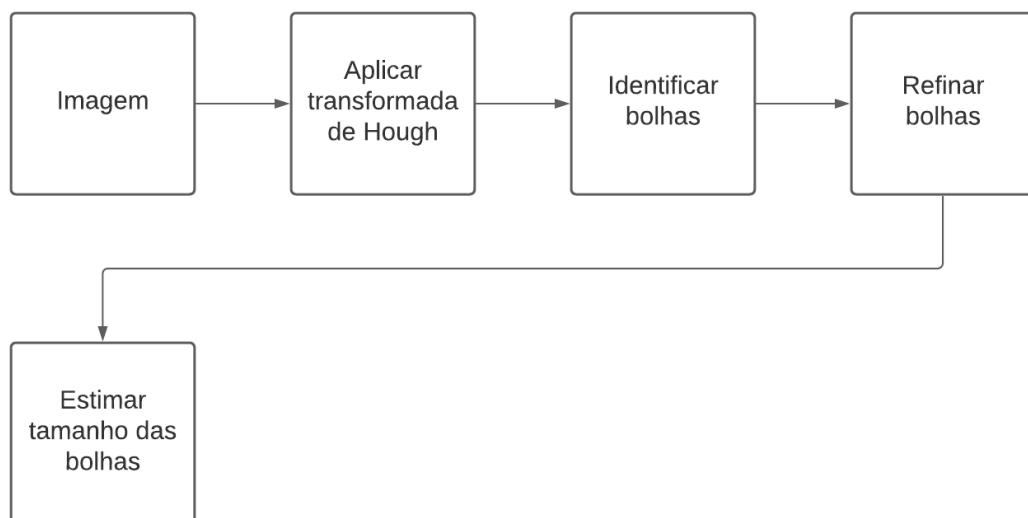 Imagem
Aplicar
transformada
de Hough
Identificar
bolhas
Refinar
bolhas
Estimar
tamanho das
bolhas